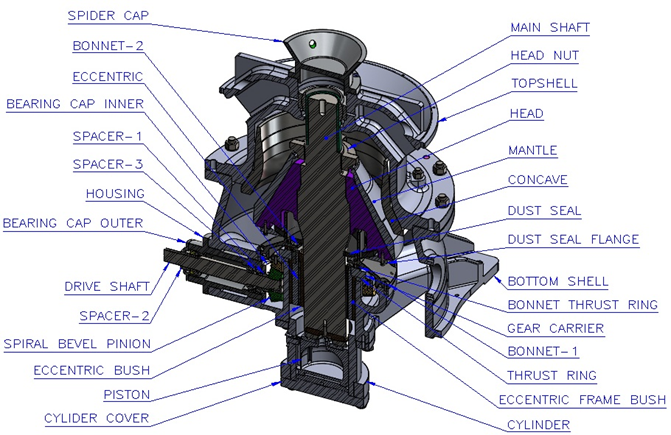 SPIDER CAP
BONNET-2
ECCENTRIC
BEARING CAP INNER
SPACER-1
SPACER-3
HOUSING
BEARING CAP OUTER
DRIVE SHAFT
SPACER-2
SPIRAL BEVEL PINION
ECCENTRIC BUSH
PISTON
CYLIDER COVER
MAIN SHAFT
HEAD NUT
TOPSHELL
HEAD
MANTLE
CONCAVE
DUST SEAL
DUST SEAL FLANGE
BOTTOM SHELL
BONNET THRUST RING
GEAR CARRIER
BONNET-1
THRUST RING
ECCENTRIC FRAME BUSH
CYLINDER